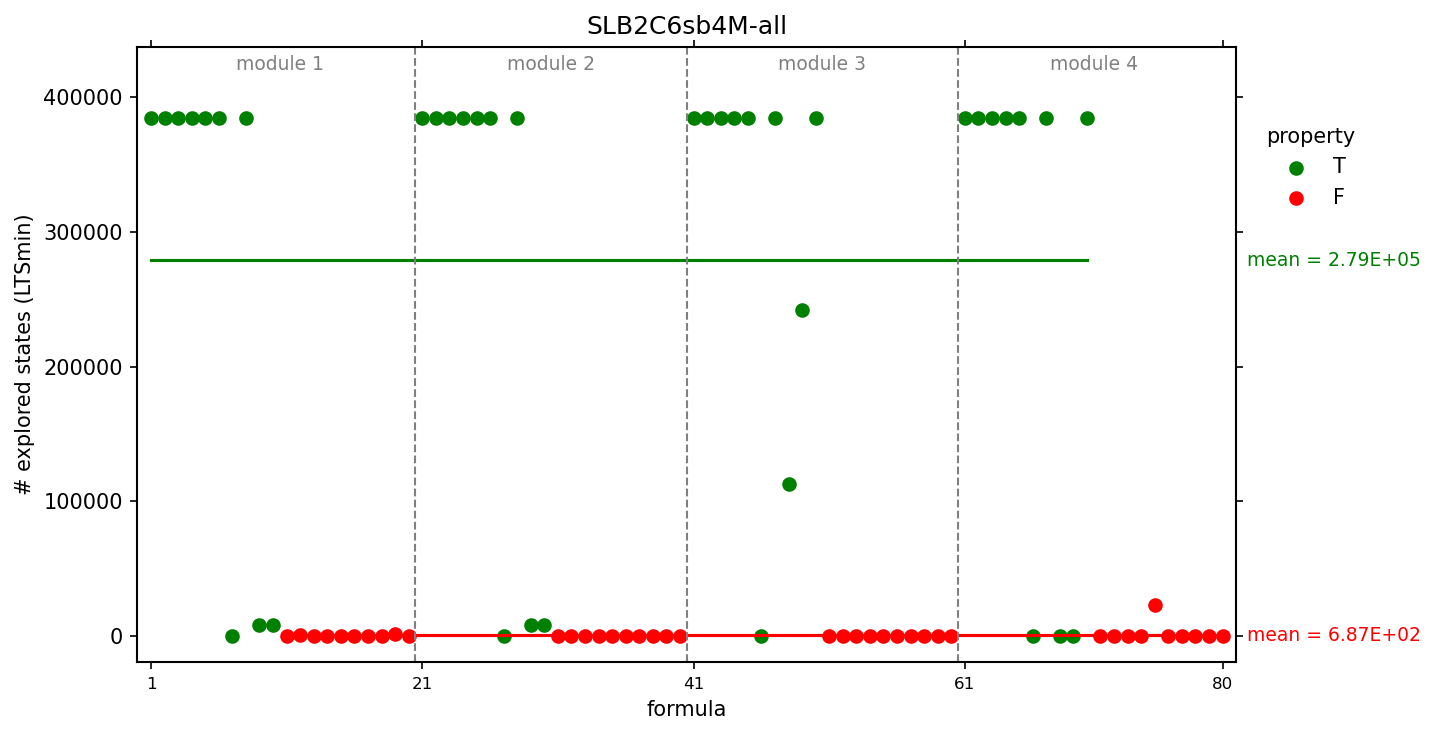 SLB2C6sb4M-all
module 1
module 2
module 3
module 4
400000
300000
200000
100000
0
# explored states (LTSmin)
1
21
41
61
80
formula
property
T
F
mean = 2.79E+05
mean = 6.87E+02